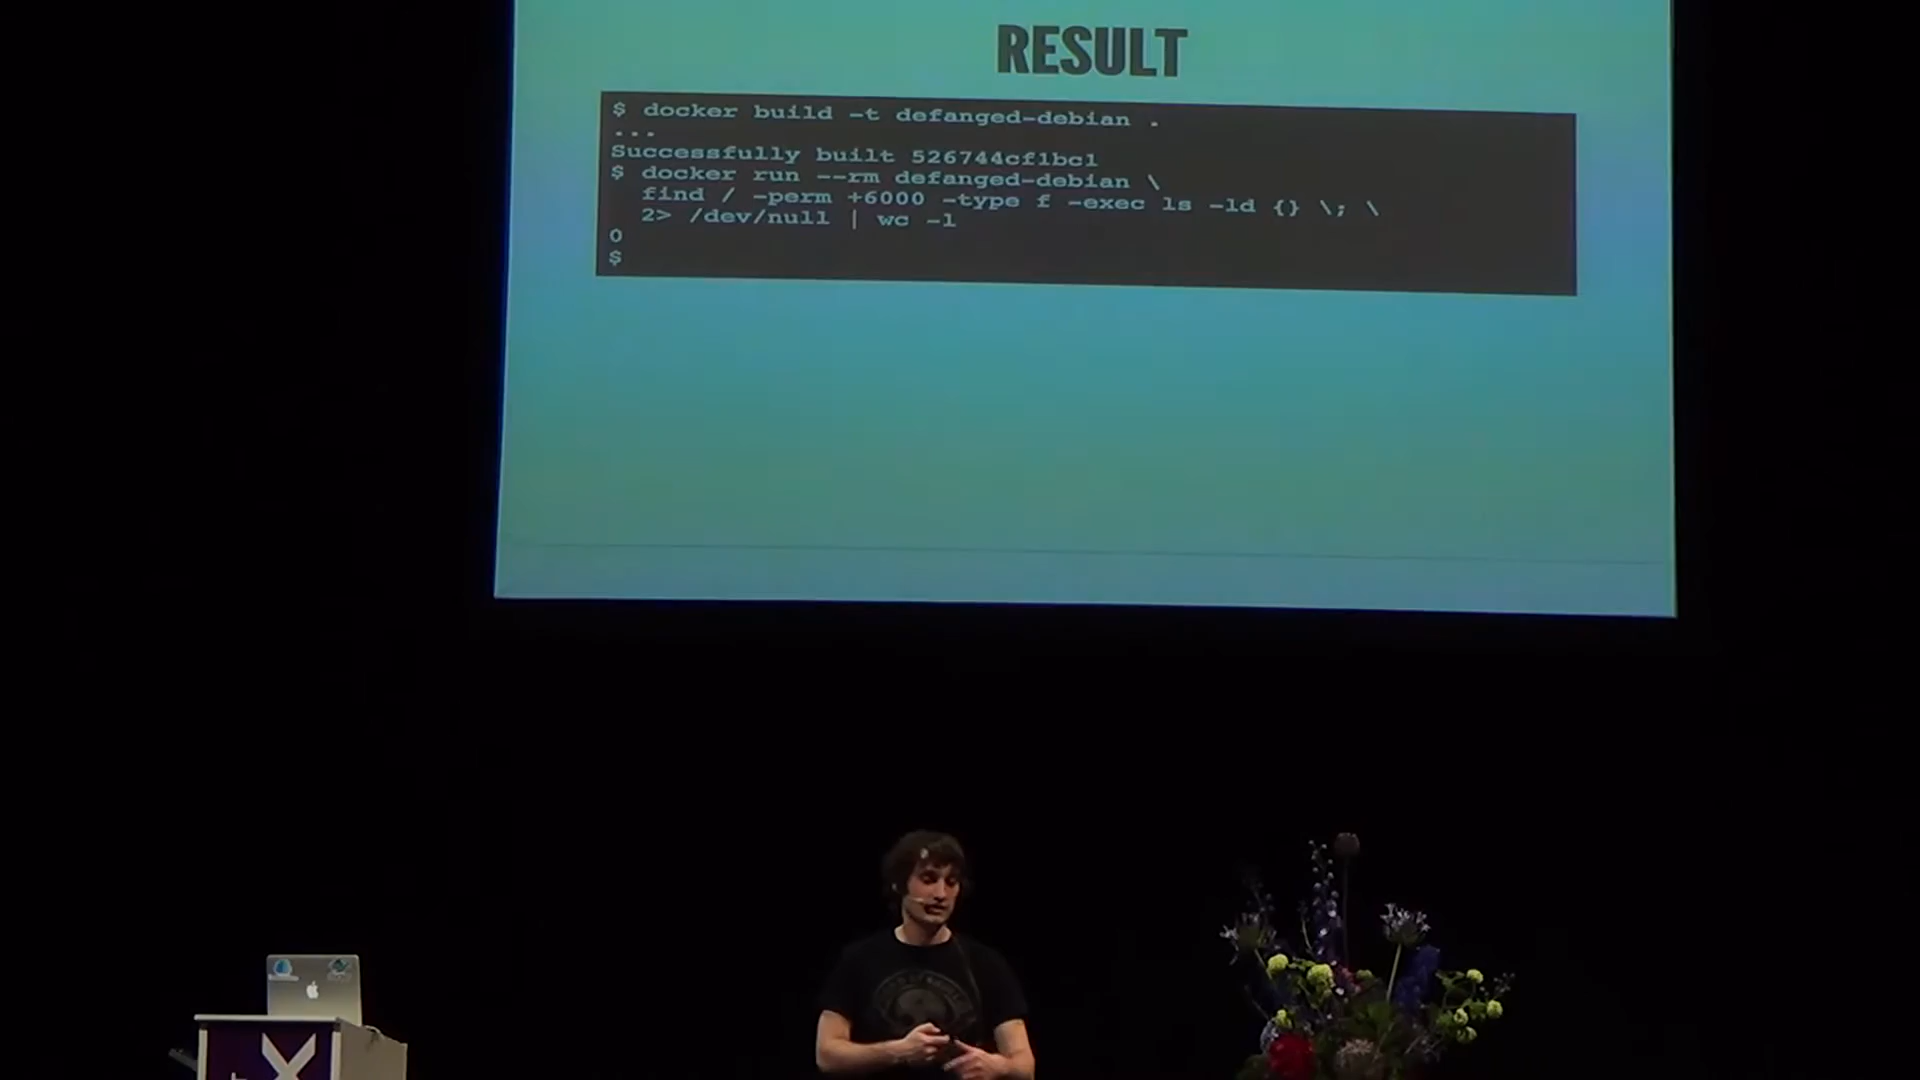 RESULT
$ docker build -t defanged-debian .
...
Successfully built 526744cf1bc1
$ docker run --rm defanged-debian \
find / -perm +6000 -type f -exec ls -ld {} \; \
2> /dev/null | wc -l
0
$